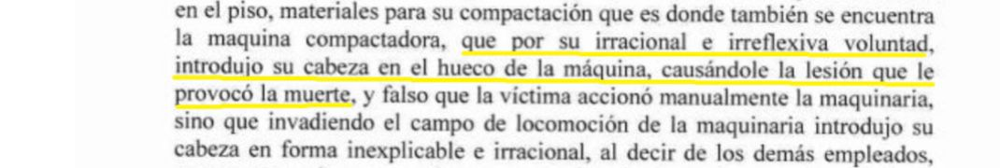 en el piso, materiales para su compactación que es donde también se encuentra
la maquina compactadora, que por su irracional e irreflexiva voluntad,
introdujo su cabeza en el hueco de la máquina, causándole la lesión que le
provocó la muerte, y falso que la víctima accionó manualmente la maquinaria,
sino que invadiendo el campo de locomoción de la maquinaria introdujo su
cabeza en forma inexplicable e irracional, al decir de los demás empleados,